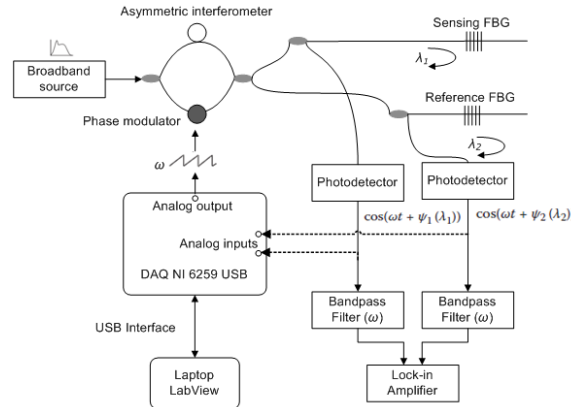 Asymmetric interferometer
Sensing FBG
λ1
Broadband
source
Reference FBG
Phase modulator
λ2
ω
Photodetector
Photodetector
Analog output
cos(ωt + ψ1(λ1))
cos(ωt + ψ2(λ2)
Analog inputs
DAQ NI 6259 USB
Bandpass
Filter (ω)
Bandpass
Filter (ω)
USB Interface
Laptop
LabView
Lock-in
Amplifier